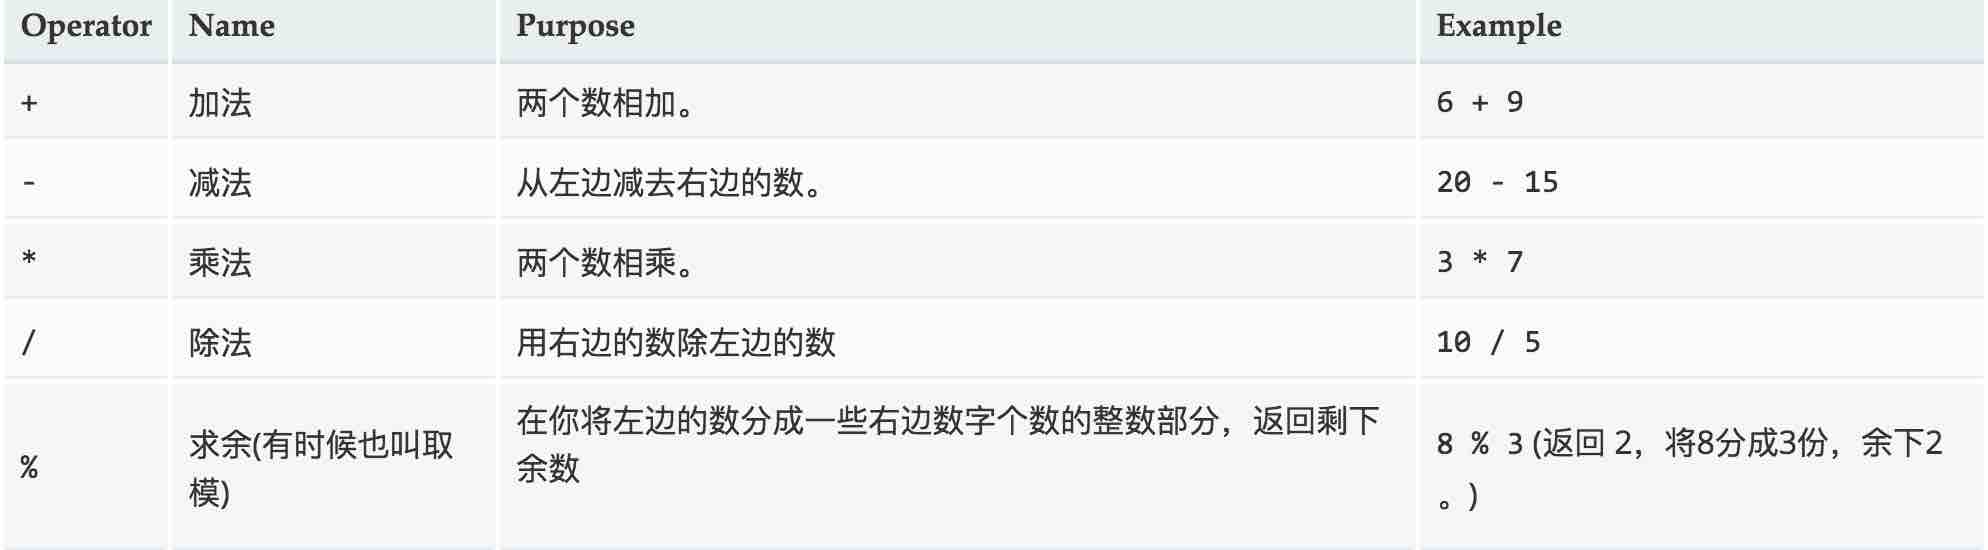 Operator Name Purpose Example
+ 加法 两个数相加。 6 + 9
- 减法 从左边减去右边的数。 20 - 15
* 乘法 两个数相乘。 3 * 7
/ 除法 用右边的数除左边的数 10 / 5
% 求余(有时候也叫取
模)
在你将左边的数分成一些右边数字个数的整数部分，返回剩下
余数
8 % 3 (返回 2，将8分成3份，余下2
。)